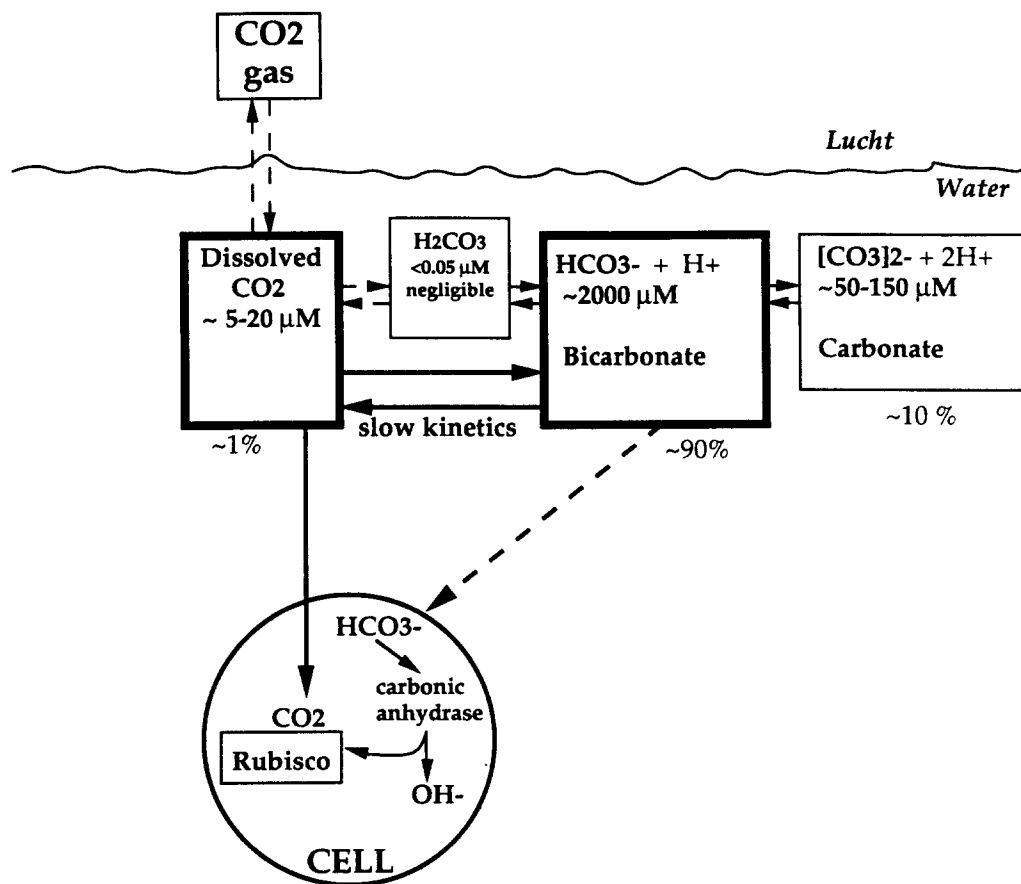 CO2
gas
Lucht
Water
Dissolved
CO2
~ 5-20 μM
H2CO3
<0.05 μM
negligible
HCO3- + H+
~2000 μM
Bicarbonate
[CO3]2- + 2H+
~50-150 μM
Carbonate
slow kinetics
~1%
~90%
~10 %
HCO3-
carbonic
anhydrase
CO2
Rubisco
OH-
CELL